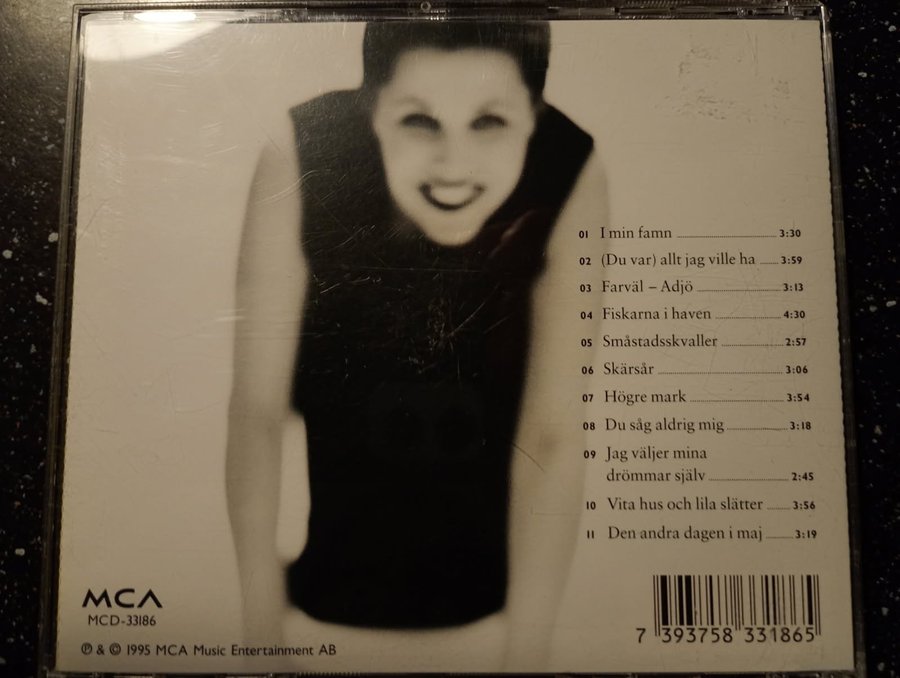 01 I min famn 3:30
02 (Du var) allt jag ville ha 3:59
03 Farväl – Adjö 3:13
04 Fiskarna i haven 4:30
05 Småstadsskvaller 2:57
06 Skärsår 3:06
07 Högre mark 3:54
08 Du såg aldrig mig 3:18
09 Jag väljer mina
drömmar själv 2:45
10 Vita hus och lila slätter 3:56
11 Den andra dagen i maj 3:19
MCA
MCD-33186
℗ & © 1995 MCA Music Entertainment AB
7 393758 331865